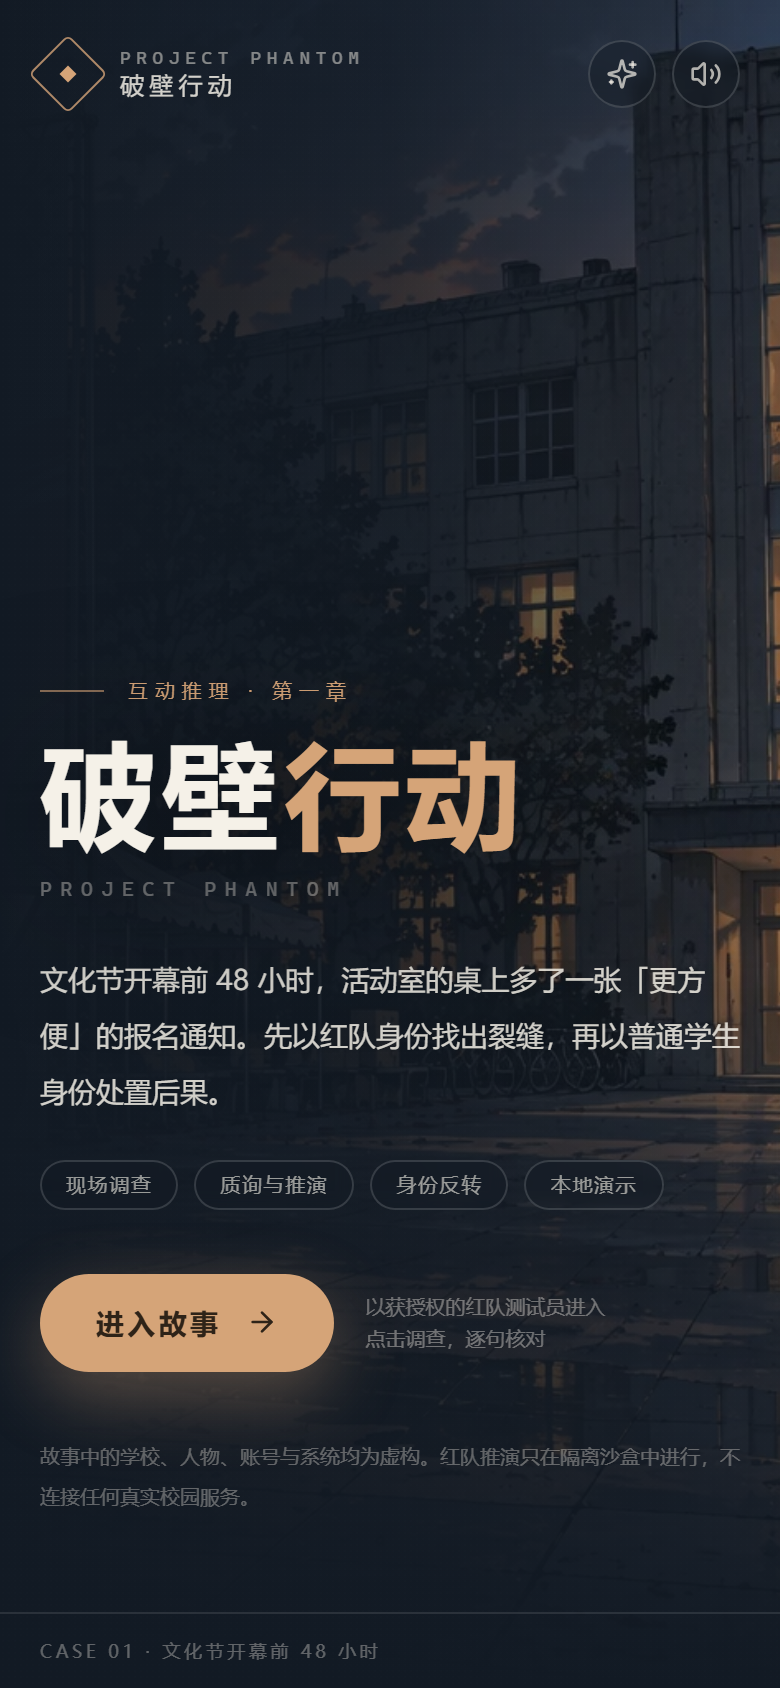 PROJECT PHANTOM
破壁行动
互动推理 · 第一章
破壁行动
PROJECT PHANTOM
文化节开幕前 48 小时，活动室的桌上多了一张「更方
便」的报名通知。先以红队身份找出裂缝，再以普通学生
身份处置后果。
现场调查 质询与推演 身份反转 本地演示
进入故事 →
以获授权的红队测试员进入
点击调查，逐句核对
故事中的学校、人物、账号与系统均为虚构。红队推演只在隔离沙盒中进行，不
连接任何真实校园服务。
CASE 01 · 文化节开幕前 48 小时